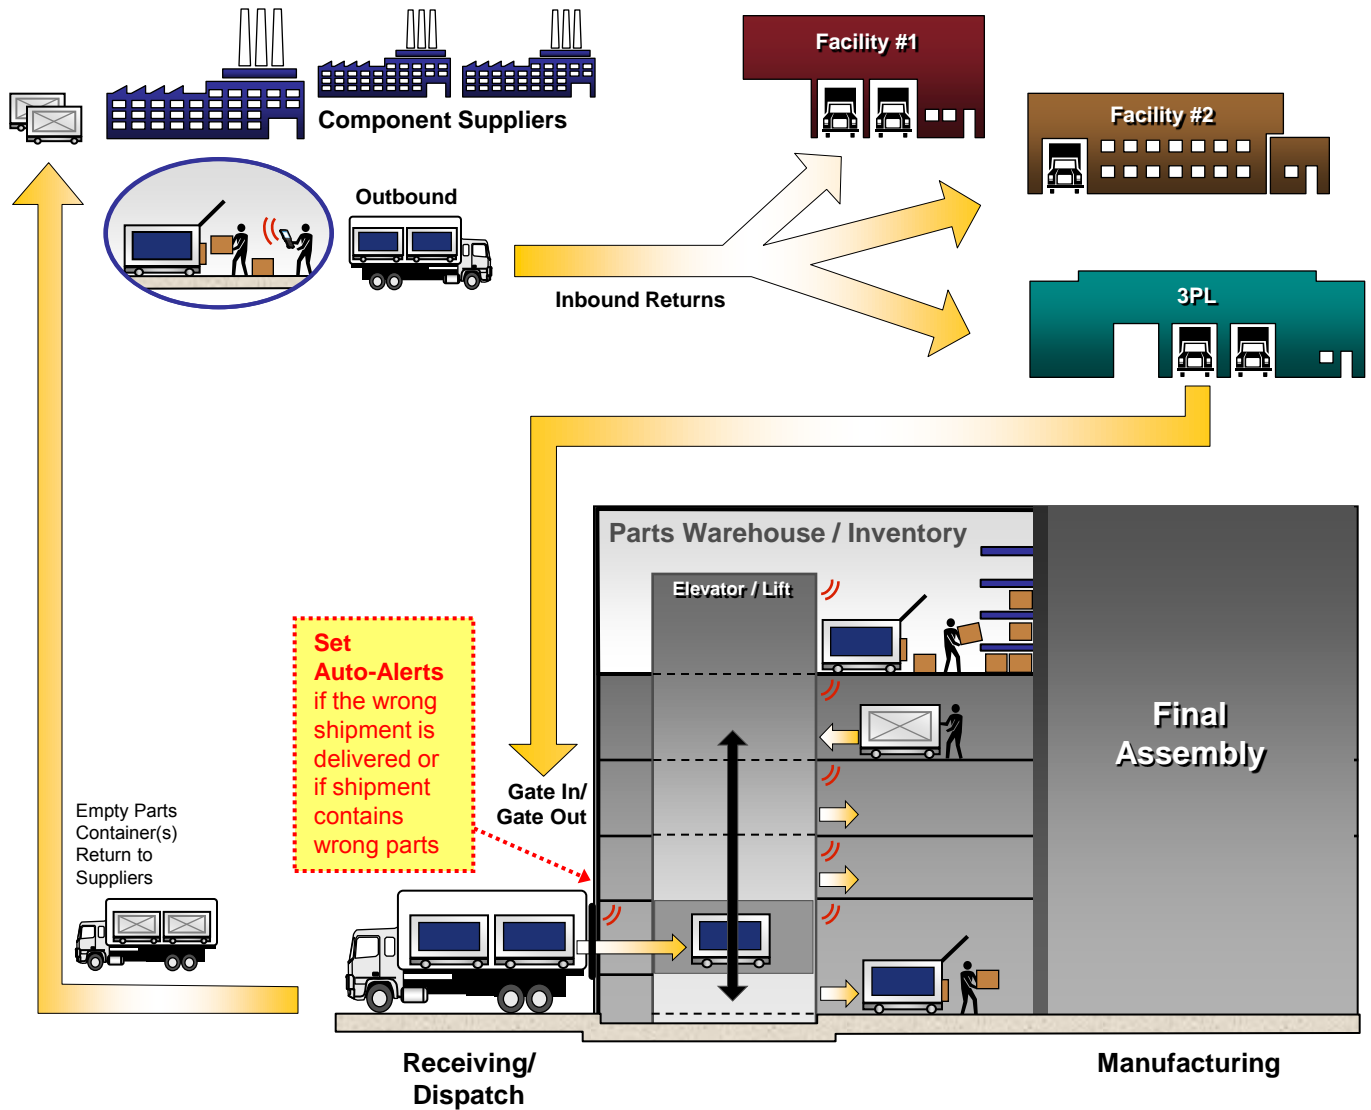 Facility #1
Component Suppliers
Facility #2
Outbound
Inbound Returns
3PL
Parts Warehouse / Inventory
Elevator / Lift
Set
Auto-Alerts
if the wrong
shipment is
delivered or
if shipment
contains
wrong parts
Final
Assembly
Gate In/
Gate Out
Empty Parts
Container(s)
Return to
Suppliers
Receiving/
Dispatch
Manufacturing